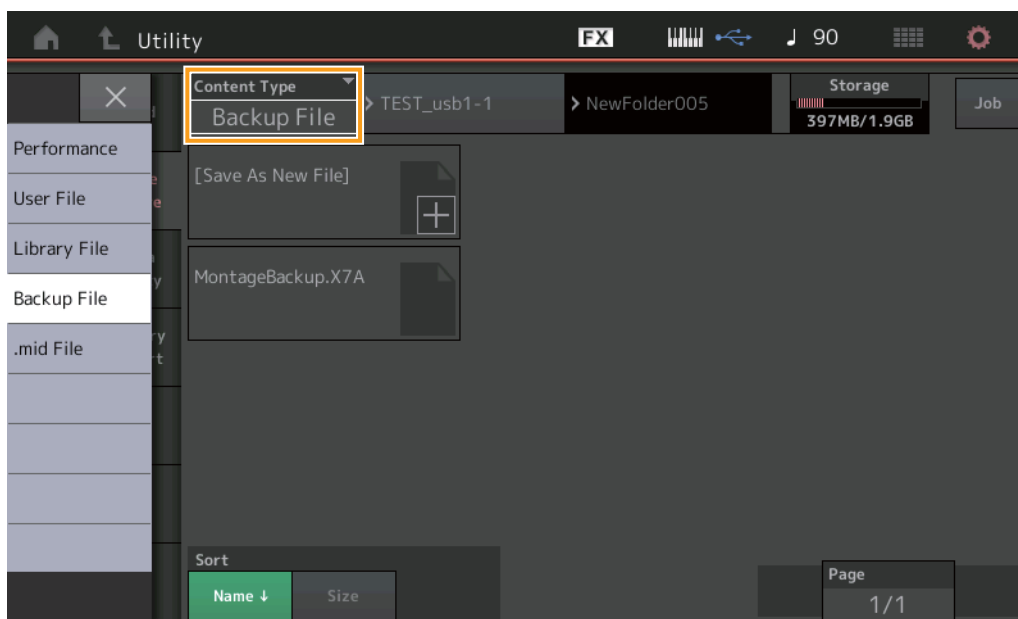 Utility
FX
♩ 90
Content Type
Backup File
TEST_usb1-1
NewFolder005
Storage
397MB/1.9GB
Job
Performance
User File
Library File
Backup File
.mid File
[Save As New File]
MontageBackup.X7A
Sort
Name ↓
Size
Page
1/1